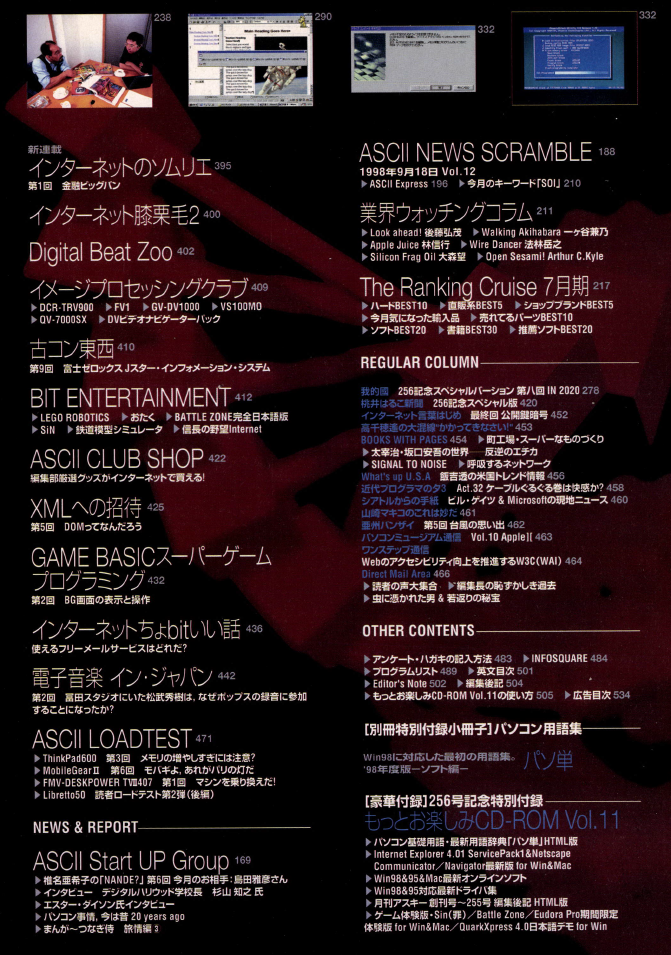 238
290
332
332
新連載
インターネットのソムリエ 395
第1回 金融ビッグバン
インターネット膝栗毛2 400
Digital Beat Zoo 402
イメージプロセッシングクラブ 409
▶DCR-TRV900 ▶FV1 ▶GV-DV1000 ▶VS100MO
▶QV-7000SX ▶DVビデオナビゲーターパック
古コン東西 410
第9回 富士ゼロックス Jスター・インフォメーション・システム
BIT ENTERTAINMENT 412
▶LEGO ROBOTICS ▶おたく ▶BATTLE ZONE完全日本語版
▶SiN ▶鉄道模型シミュレータ ▶信長の野望Internet
ASCII CLUB SHOP 422
編集部厳選グッズがインターネットで買える!
XMLへの招待 425
第5回 DOMってなんだろう
GAME BASICスーパーゲーム
プログラミング 432
第2回 BG画面の表示と操作
インターネットちょbitいい話 436
使えるフリーメールサービスはどれだ?
電子音楽 イン・ジャパン 442
第2回 冨田スタジオにいた松武秀樹は、なぜポップスの録音に参加
することになったか?
ASCII LOADTEST 471
▶ThinkPad600 第3回 メモリの増やしすぎには注意?
▶MobileGearⅡ 第6回 モバギよ、あれがパリの灯だ
▶FMV-DESKPOWER TⅦ407 第1回 マシンを乗り換えだ!
▶Libretto50 読者ロードテスト第2弾(後編)
NEWS & REPORT
ASCII Start UP Group 169
▶椎名亜希子の「NANDE?」第6回 今月のお相手:島田雅彦さん
▶インタビュー デジタルハリウッド学校長 杉山 知之 氏
▶エスター・ダイソン氏インタビュー
▶パソコン事情、今は昔 20 years ago
▶まんが〜つなぎ侍 旅情編 3
ASCII NEWS SCRAMBLE 188
1998年9月18日 Vol.12
▶ASCII Express 196 ▶今月のキーワード「SOI」 210
業界ウォッチングコラム 211
▶Look ahead! 後藤弘茂 ▶Walking Akihabara 一ケ谷兼乃
▶Apple Juice 林信行 ▶Wire Dancer 法林岳之
▶Silicon Frag Oil 大森望 ▶Open Sesami! Arthur C.Kyle
The Ranking Cruise 7月期 217
▶ハードBEST10 ▶直販系BEST5 ▶ショップブランドBEST5
▶今月気になった輸入品 ▶売れてるパーツBEST10
▶ソフトBEST20 ▶書籍BEST30 ▶推薦ソフトBEST20
REGULAR COLUMN
我的國 256記念スペシャルバーション 第八回 IN 2020 278
桃井はるこ新聞 256記念スペシャル版 420
インターネット言葉はじめ 最終回 公開鍵暗号 452
高千穂遙の大混線“かかってきなさい!” 453
BOOKS WITH PAGES 454 ▶町工場・スーパーなものづくり
▶太宰治・坂口安吾の世界 反逆のエチカ
▶SIGNAL TO NOISE ▶呼吸するネットワーク
What's up U.S.A 飯吉透の米国トレンド情報 456
近代プログラマの夕3 Act.32 ケーブルぐるぐる巻は快感か? 458
シアトルからの手紙 ビル・ゲイツ & Microsoftの現地ニュース 460
山崎マキコのこれは妙だ 461
亜州バンザイ 第5回 台風の思い出 462
パソコンミュージアム通信 Vol.10 Apple][ 463
ワンステップ通信
Webのアクセシビリティ向上を推進するW3C(WAI) 464
Direct Mail Area 466
▶読者の声大集合 ▶編集長の恥ずかしき過去
▶虫に憑かれた男 & 若返りの秘宝
OTHER CONTENTS
▶アンケート・ハガキの記入方法 483 ▶INFOSQUARE 484
▶プログラムリスト 489 ▶英文目次 501
▶Editor's Note 502 ▶編集後記 504
▶もっとお楽しみCD-ROM Vol.11の使い方 505 ▶広告目次 534
[別冊特別付録小冊子]パソコン用語集
Win98に対応した最初の用語集。 パソ単
'98年度版―ソフト編―
[豪華付録]256号記念特別付録
もっとお楽しみCD-ROM Vol.11
▶パソコン基礎用語・最新用語辞典「パソ単」HTML版
▶Internet Explorer 4.01 ServicePack1&Netscape
Communicator/Navigator最新版 for Win&Mac
▶Win98&95&Mac最新オンラインソフト
▶Win98&95対応最新ドライバ集
▶月刊アスキー 創刊号〜255号 編集後記 HTML版
▶ゲーム体験版・Sin(罪)/Battle Zone/Eudora Pro期間限定
体験版 for Win&Mac/QuarkXpress 4.0日本語デモ for Win